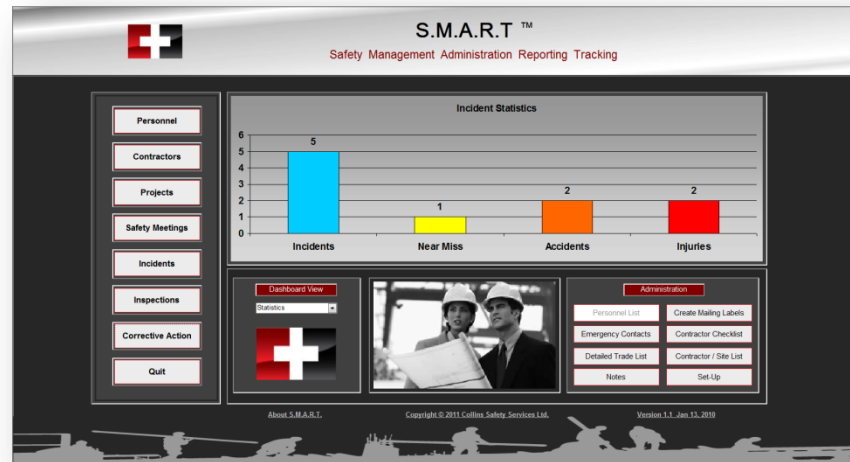 S.M.A.R.T ™
Safety Management Administration Reporting Tracking
Personnel
Contractors
Projects
Safety Meetings
Incidents
Inspections
Corrective Action
Quit
Incident Statistics
6
5
4
3
2
1
0
5
1
2
2
Incidents
Near Miss
Accidents
Injuries
Dashboard View
Statistics
Administration
Personnel List
Create Mailing Labels
Emergency Contacts
Contractor Checklist
Detailed Trade List
Contractor / Site List
Notes
Set-Up
About S.M.A.R.T.
Copyright © 2011 Collins Safety Services Ltd.
Version 1.1 Jan 13, 2010